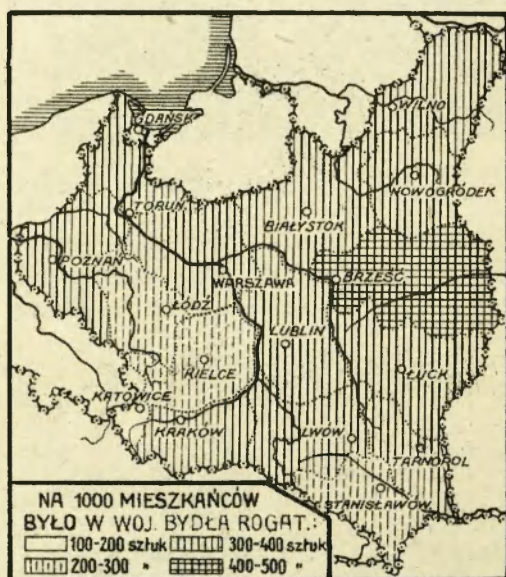 WILNO
GDAŃSK
NOWOGRÓDEK
TORUŃ
BIAŁYSTOK
POZNAŃ
WARSZAWA
BRZEŚĆ
ŁÓDŹ
LUBLIN
KIELCE
ŁUCK
KATOWICE
KRAKÓW
LWÓW
TARNOPOL
STANISŁAWÓW
NA 1000 MIESZKAŃCÓW
BYŁO W WOJ. BYDŁA ROGAT.:
100-200 sztuk 300-400 sztuk
200-300 " 400-500 "